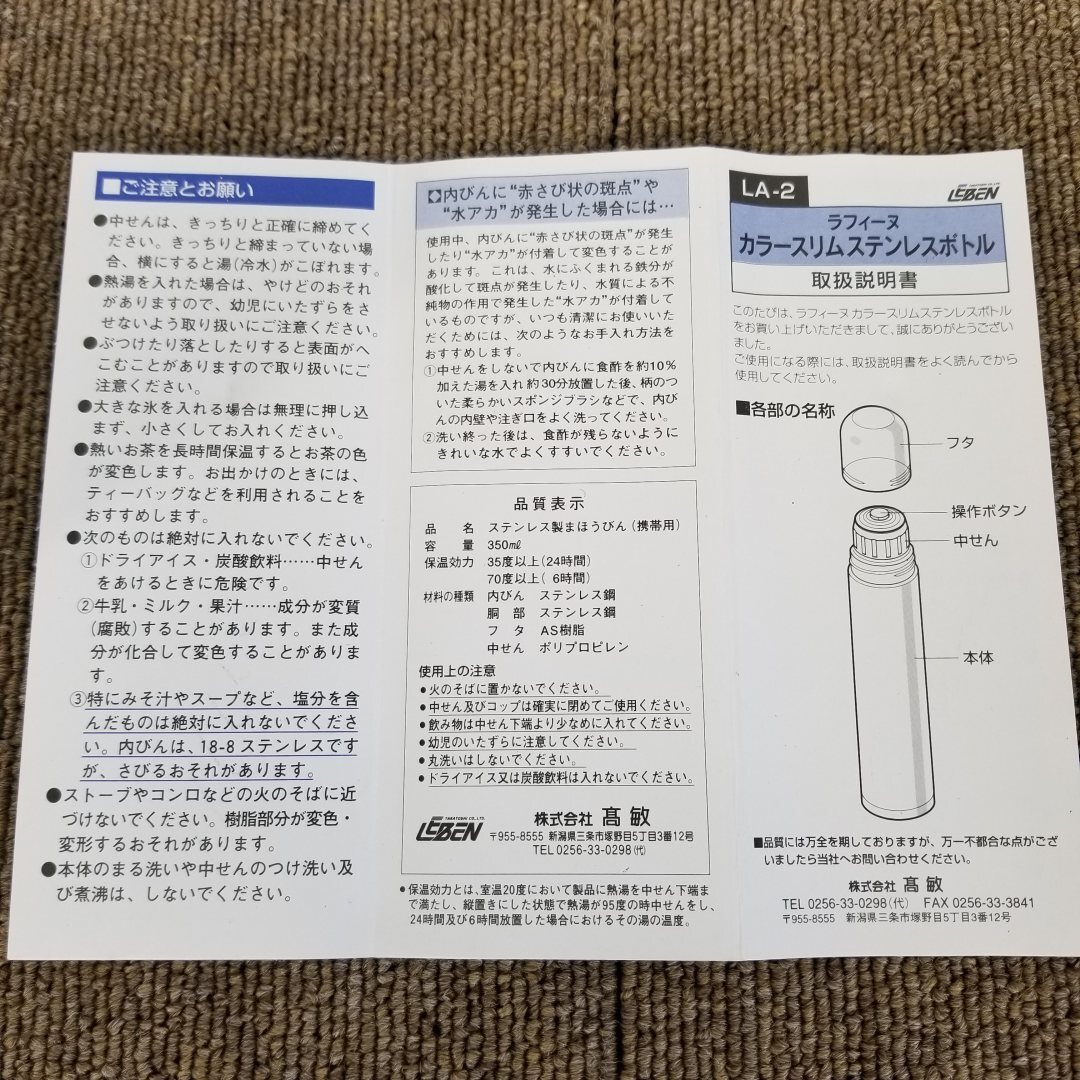 ■ご注意とお願い
●中せんは、きっちりと正確に締めてく
ださい。きっちりと締まっていない場
合、横にすると湯(冷水)がこぼれます。
●熱湯を入れた場合は、やけどのおそれ
がありますので、幼児にいたずらをさ
せないよう取り扱いにご注意ください。
●ぶつけたり落としたりすると表面がへ
こむことがありますので取り扱いにご
注意ください。
●大きな氷を入れる場合は無理に押し込
まず、小さくしてお入れください。
●熱いお茶を長時間保温するとお茶の色
が変色します。お出かけのときには、
ティーバッグなどを利用されることを
おすすめします。
●次のものは絶対に入れないでください。
①ドライアイス・炭酸飲料……中せん
をあけるときに危険です。
②牛乳・ミルク・果汁……成分が変質
(腐敗)することがあります。また成
分が化合して変色することがありま
す。
③特にみそ汁やスープなど、塩分を含
んだものは絶対に入れないでくださ
い。内びんは、18-8ステンレスです
が、さびるおそれがあります。
●ストーブやコンロなどの火のそばに近
づけないでください。樹脂部分が変色・
変形するおそれがあります。
●本体のまる洗いや中せんのつけ洗い及
び煮沸は、しないでください。
内びんに“赤さび状の斑点”や
“水アカ”が発生した場合には…
使用中、内びんに“赤さび状の斑点”が発生
したり“水アカ”が付着して変色することが
あります。これは、水にふくまれる鉄分が
酸化して斑点が発生したり、水質による不
純物の作用で発生した“水アカ”が付着して
いるものですが、いつも清潔にお使いいた
だくためには、次のようなお手入れ方法を
おすすめします。
①中せんをしないで内びんに食酢を約10%
加えた湯を入れ約30分放置した後、柄のつ
いた柔らかいスポンジブラシなどで、内び
んの内壁や注ぎ口をよく洗ってください。
②洗い終った後は、食酢が残らないように
きれいな水でよくすすいでください。
品質表示
品名 ステンレス製まほうびん(携帯用)
容量 350㎖
保温効力 35度以上(24時間)
70度以上( 6時間)
材料の種類 内びん ステンレス鋼
胴部 ステンレス鋼
フタ AS樹脂
中せん ポリプロピレン
使用上の注意
●火のそばに置かないでください。
●中せん及びコップは確実に閉めてご使用ください。
●飲み物は中せん下端より少なめに入れてください。
●幼児のいたずらに注意してください。
●丸洗いはしないでください。
●ドライアイス又は炭酸飲料は入れないでください。
TAKATOSHI CO.,LTD.
LEBEN 株式会社 髙敏
〒955-8555 新潟県三条市塚野目5丁目3番12号
TEL 0256-33-0298(代)
●保温効力とは、室温20度において製品に熱湯を中せん下端ま
で満たし、縦置きにした状態で熱湯が95度の時中せんをし、
24時間及び6時間放置した場合におけるその湯の温度。
LA-2
LEBEN
ラフィーヌ
カラースリムステンレスボトル
取扱説明書
このたびは、ラフィーヌ カラースリムステンレスボトル
をお買い上げいただきまして、誠にありがとうござい
ました。
ご使用になる際には、取扱説明書をよく読んでから
使用してください。
■各部の名称
フタ
操作ボタン
中せん
本体
■品質には万全を期しておりますが、万一不都合な点がござ
いましたら当社へお問い合わせください。
株式会社 髙敏
TEL 0256-33-0298(代) FAX 0256-33-3841
〒955-8555 新潟県三条市塚野目5丁目3番12号